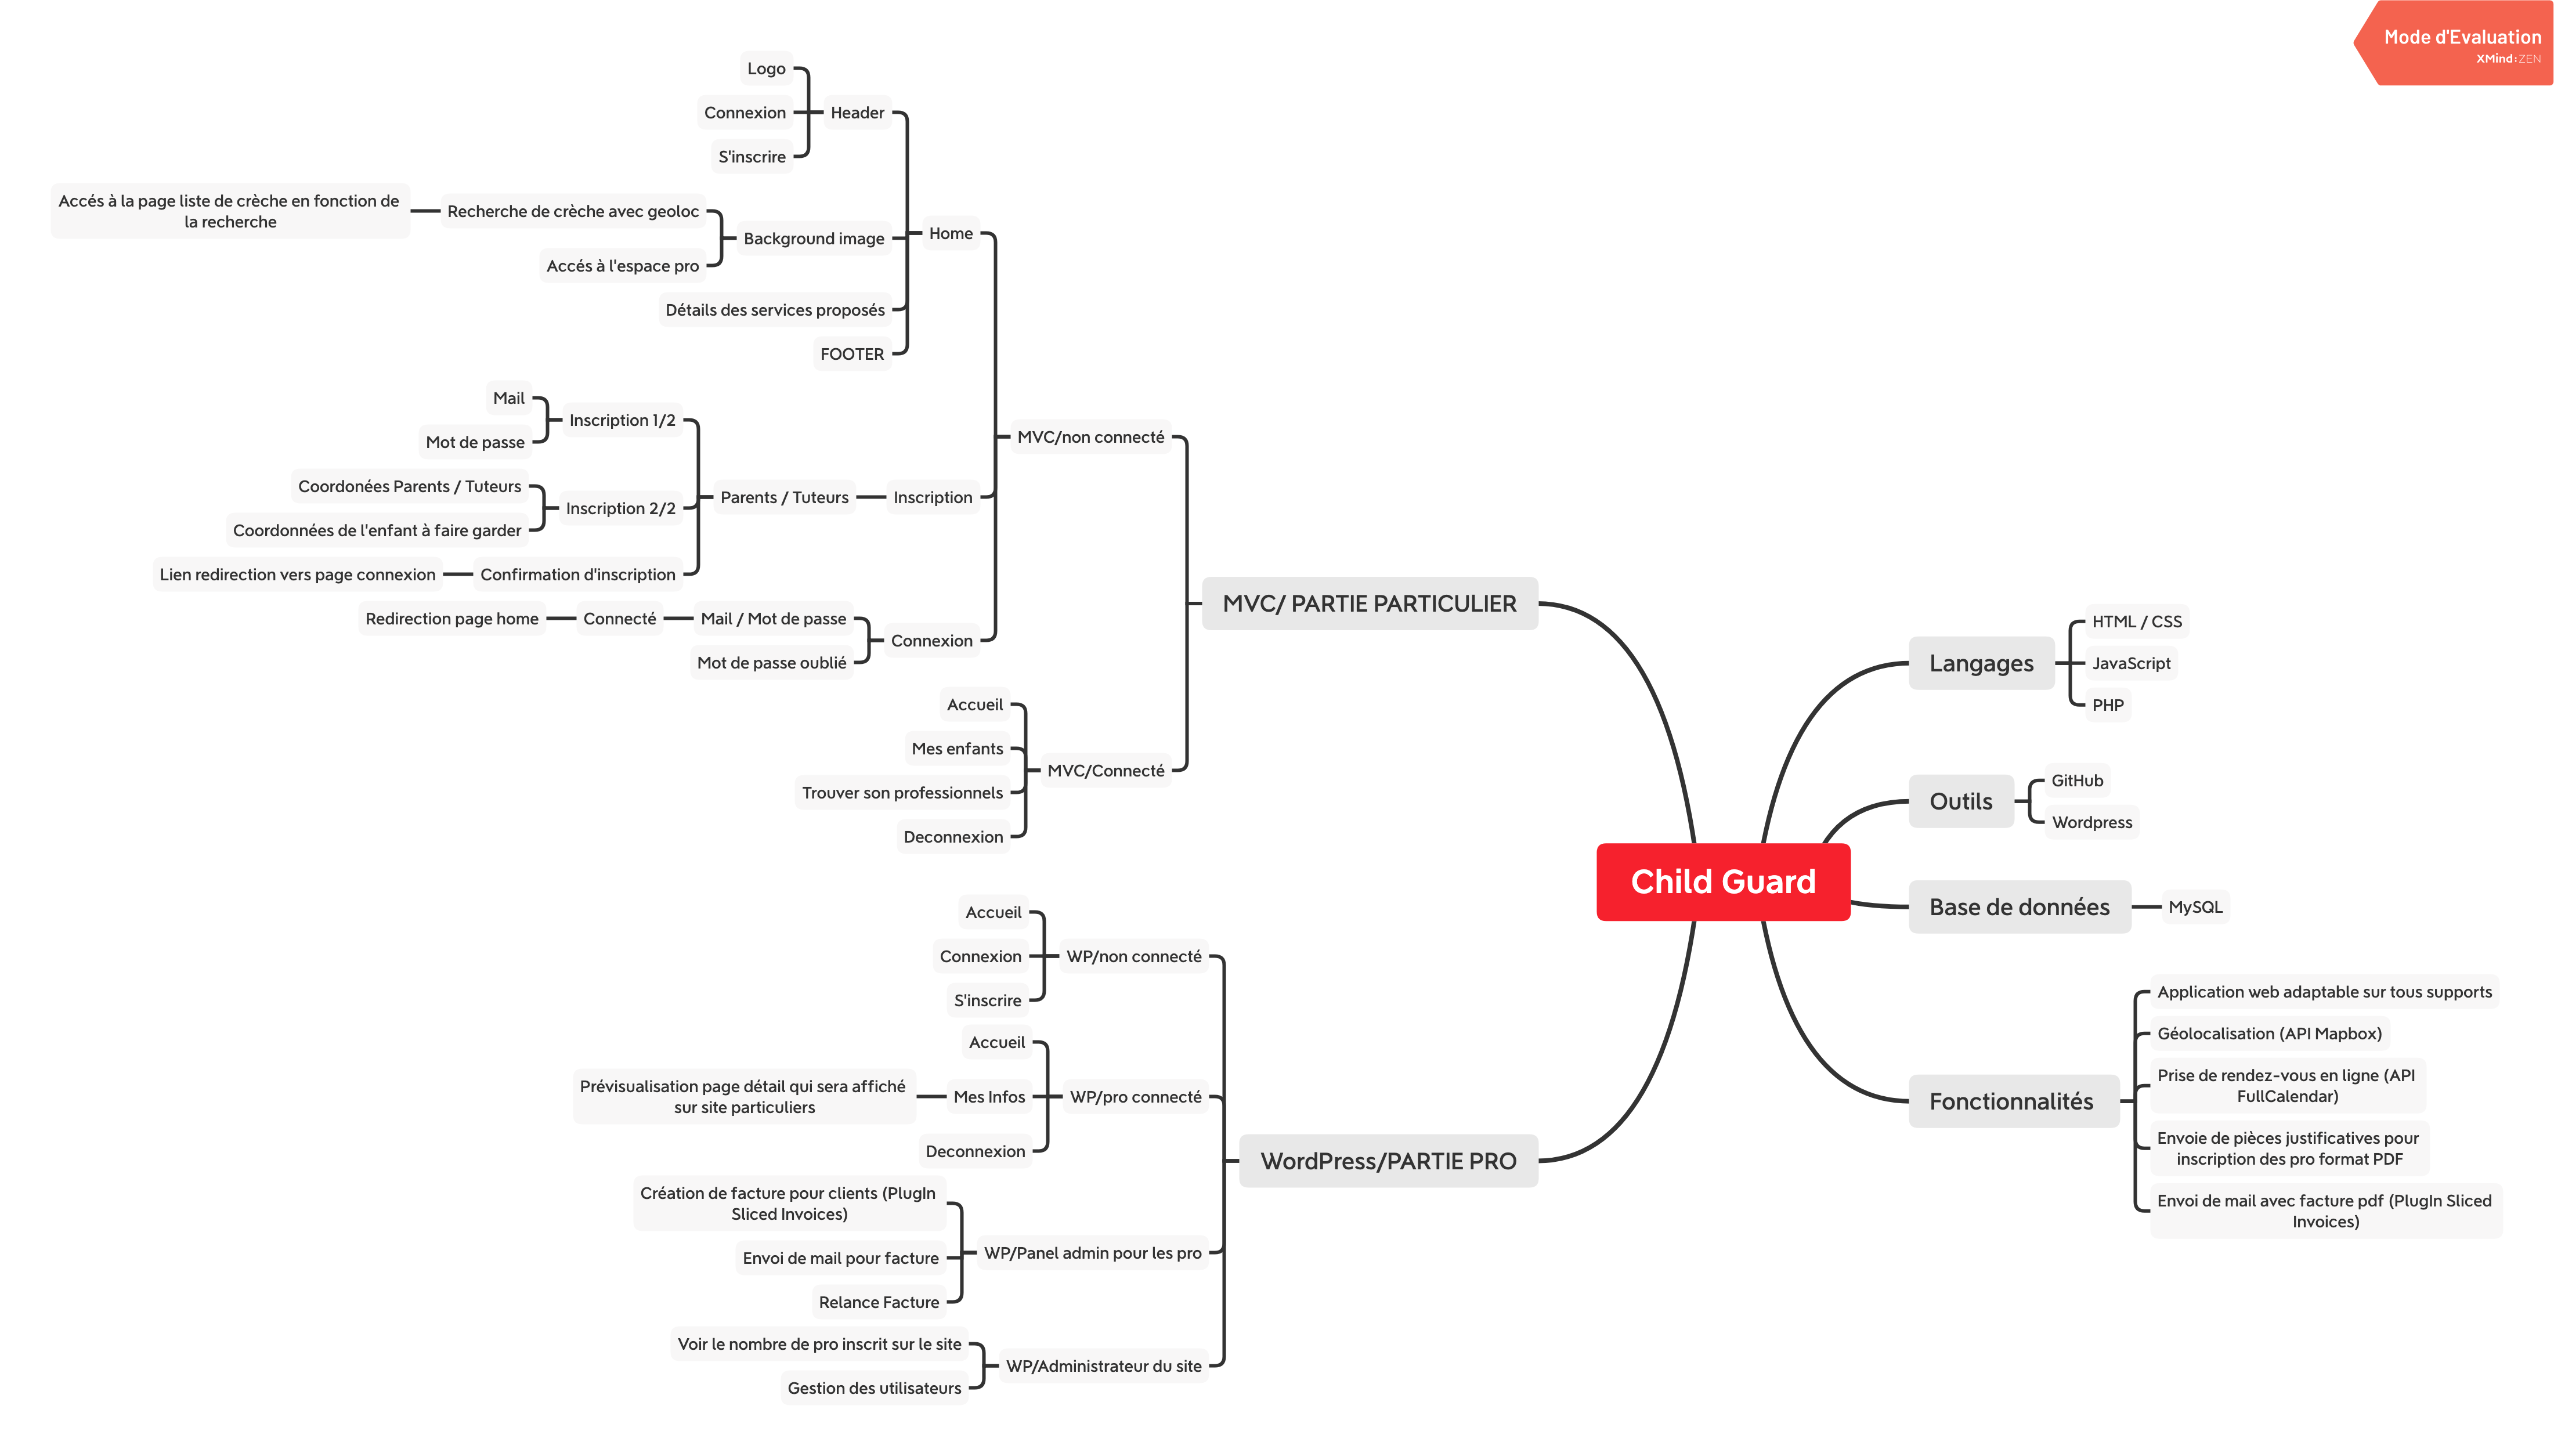 Mode d'Evaluation
XMind:ZEN
Logo
Connexion
S'inscrire
Header
Accés à la page liste de crèche en fonction de
la recherche
Recherche de crèche avec geoloc
Accés à l'espace pro
Background image
Détails des services proposés
FOOTER
Home
Mail
Mot de passe
Inscription 1/2
Coordonées Parents / Tuteurs
Coordonnées de l'enfant à faire garder
Inscription 2/2
Lien redirection vers page connexion
Confirmation d'inscription
Parents / Tuteurs
Inscription
Redirection page home
Connecté
Mail / Mot de passe
Mot de passe oublié
Connexion
MVC/non connecté
Accueil
Mes enfants
Trouver son professionnels
Deconnexion
MVC/Connecté
MVC/ PARTIE PARTICULIER
Accueil
Connexion
S'inscrire
WP/non connecté
Accueil
Prévisualisation page détail qui sera affiché
sur site particuliers
Mes Infos
Deconnexion
WP/pro connecté
Création de facture pour clients (PlugIn
Sliced Invoices)
Envoi de mail pour facture
Relance Facture
WP/Panel admin pour les pro
Voir le nombre de pro inscrit sur le site
Gestion des utilisateurs
WP/Administrateur du site
WordPress/PARTIE PRO
Child Guard
Langages
HTML / CSS
JavaScript
PHP
Outils
GitHub
Wordpress
Base de données
MySQL
Fonctionnalités
Application web adaptable sur tous supports
Géolocalisation (API Mapbox)
Prise de rendez-vous en ligne (API
FullCalendar)
Envoie de pièces justificatives pour
inscription des pro format PDF
Envoi de mail avec facture pdf (PlugIn Sliced
Invoices)